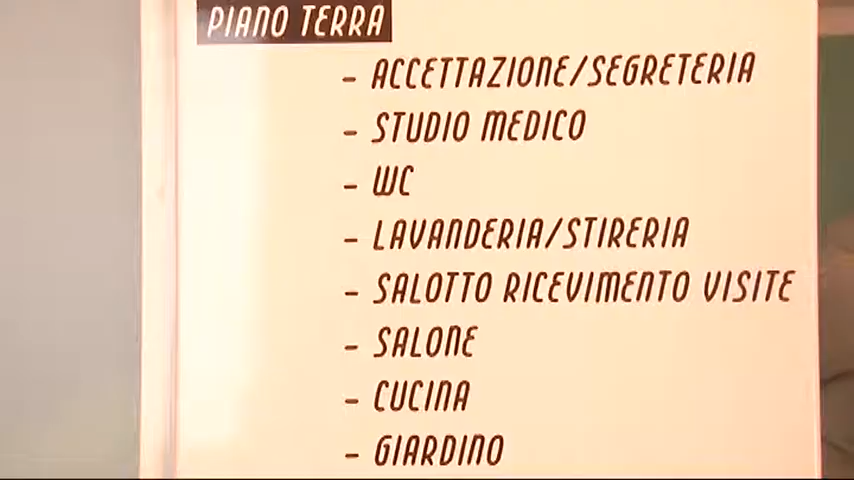 PIANO TERRA
- ACCETTAZIONE/SEGRETERIA
- STUDIO MEDICO
- WC
- LAVANDERIA/STIRERIA
- SALOTTO RICEVIMENTO VISITE
- SALONE
- CUCINA
- GIARDINO